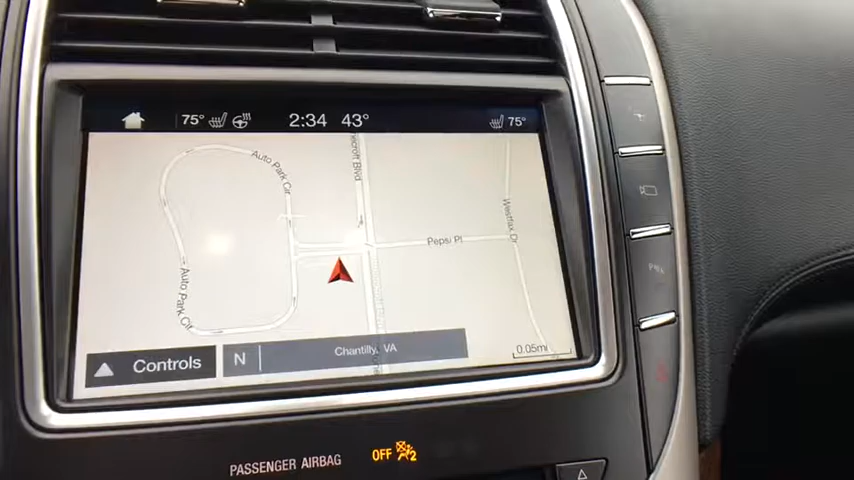 75° 2:34 43° 75°
Auto Park Cir
Westfax Dr
Pepsi Pl
Auto Park Cir
Controls N Chantilly, VA 0.05mi
PASSENGER AIRBAG OFF 2